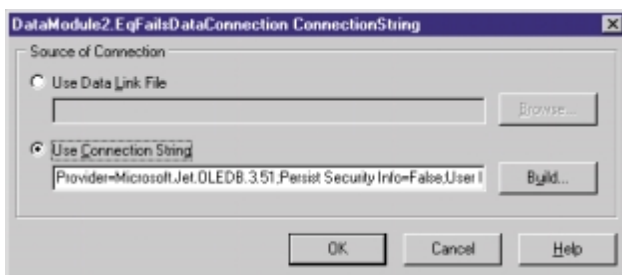 DataModule2.EqFailsDataConnection ConnectionString
Source of Connection
Use Data Link File
Browse...
Use Connection String
Provider=Microsoft.Jet.OLEDB.3.51;Persist Security Info=False;User I
Build...
OK
Cancel
Help